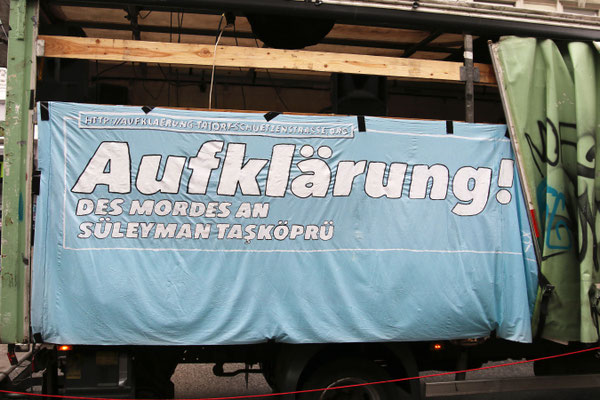 HTTP://AUFKLAERUNG-TATORT-SCHUETZENSTRASSE.ORG
Aufklärung!
DES MORDES AN
SÜLEYMAN TAŞKÖPRÜ